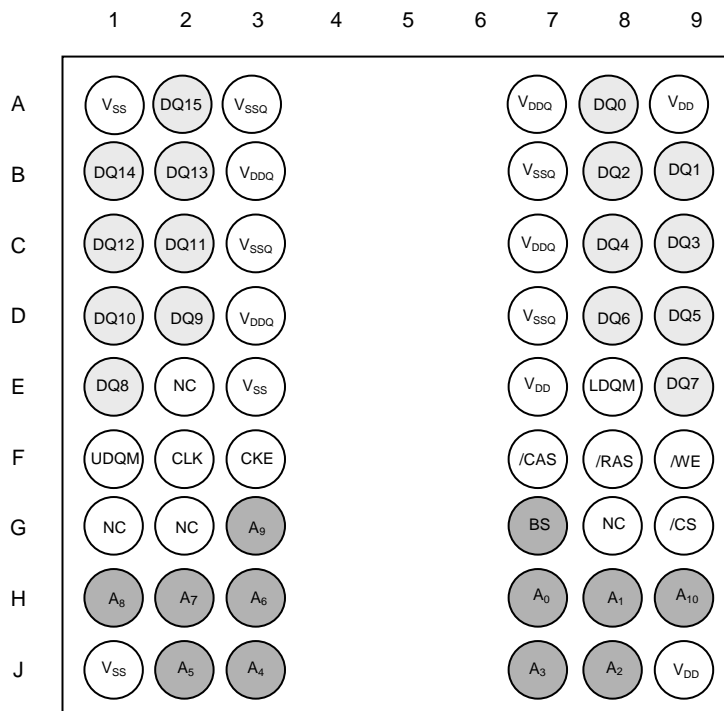 1 2 3 4 5 6 7 8 9
A VSS DQ15 VSSQ VDDQ DQ0 VDD
B DQ14 DQ13 VDDQ VSSQ DQ2 DQ1
C DQ12 DQ11 VSSQ VDDQ DQ4 DQ3
D DQ10 DQ9 VDDQ VSSQ DQ6 DQ5
E DQ8 NC VSS VDD LDQM DQ7
F UDQM CLK CKE /CAS /RAS /WE
G NC NC A9 BS NC /CS
H A8 A7 A6 A0 A1 A10
J VSS A5 A4 A3 A2 VDD